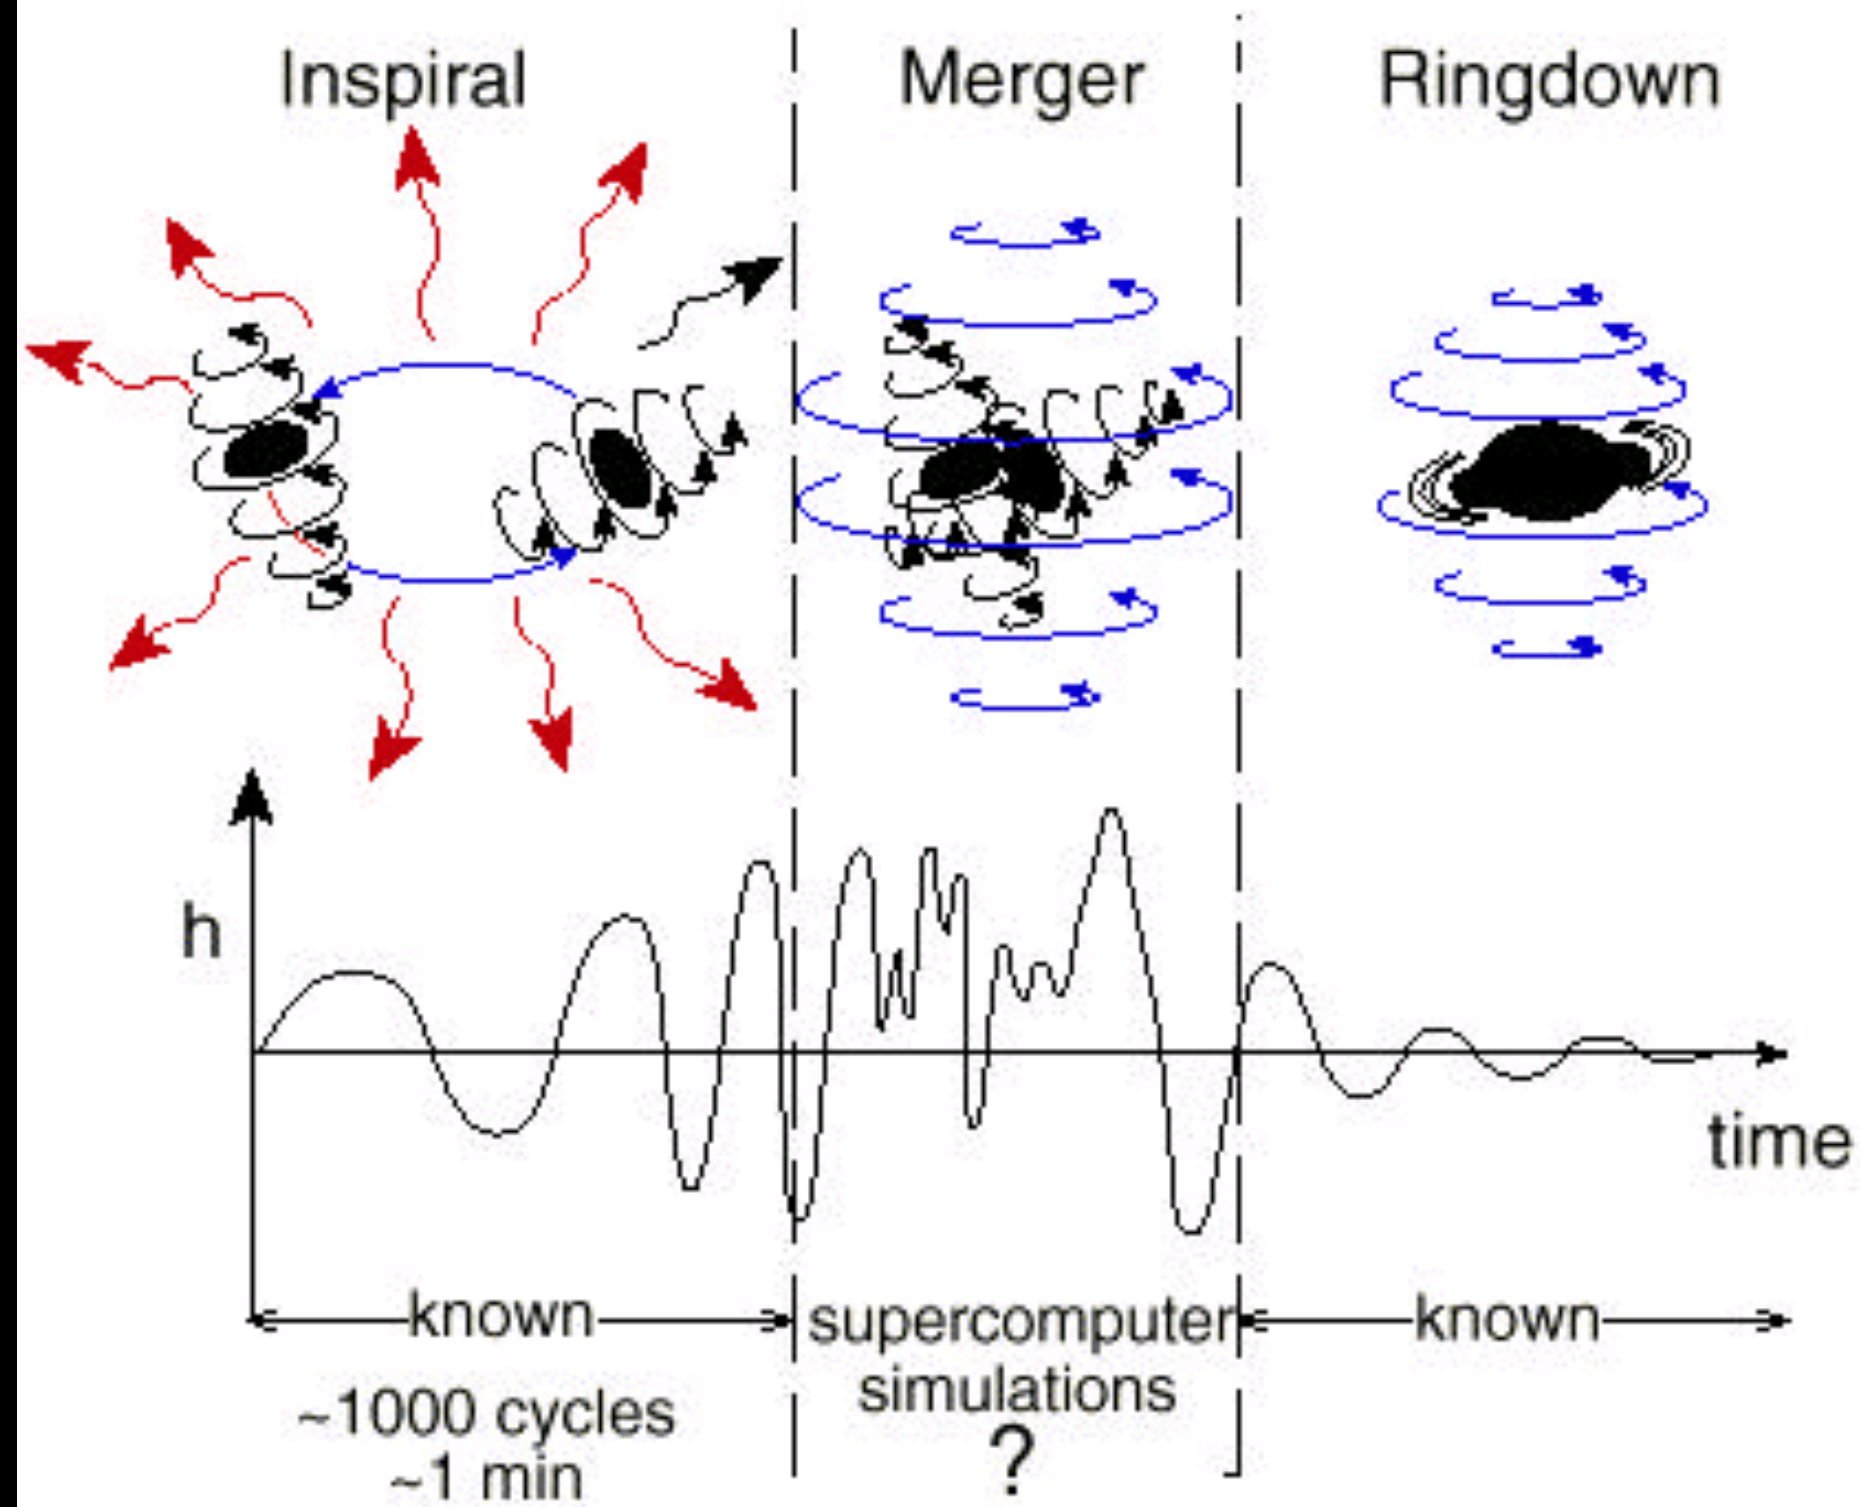 Inspiral
Merger
Ringdown
h
time
known
supercomputer
simulations
?
known
~1000 cycles
~1 min